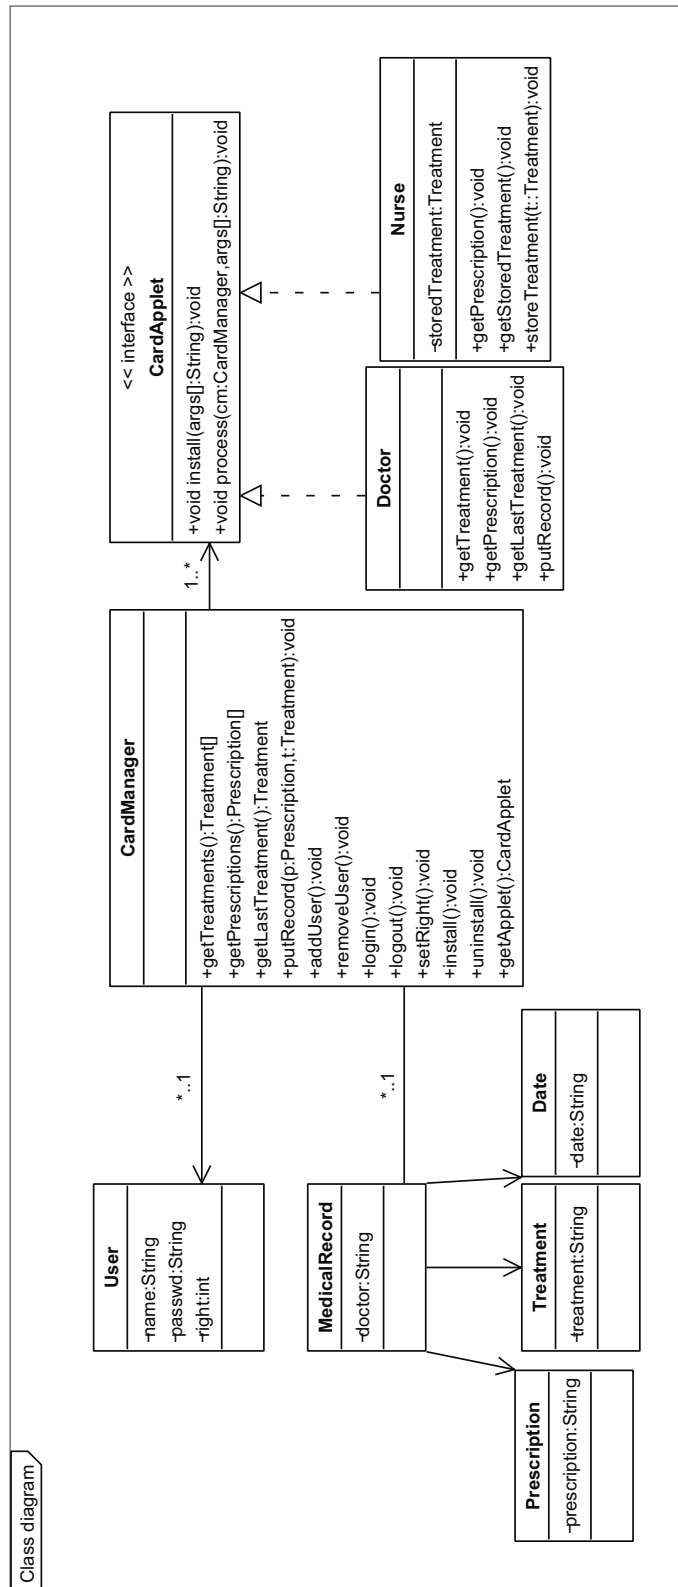 Class diagram
User
-name:String
-passwd:String
-right:int
*..1
CardManager
+getTreatments():Treatment[]
+getPrescriptions():Prescription[]
+getLastTreatment():Treatment
+putRecord(p:Prescription,t:Treatment):void
+addUser():void
+removeUser():void
+login():void
+logout():void
+setRight():void
+install():void
+uninstall():void
+getApplet():CardApplet
1..*
<< interface >>
CardApplet
+void install(args[]:String):void
+void process(cm:CardManager,args[]:String):void
MedicalRecord
-doctor:String
*..1
Doctor
+getTreatment():void
+getPrescription():void
+getLastTreatment():void
+putRecord():void
Nurse
-storedTreatment:Treatment
+getPrescription():void
+getStoredTreatment():void
+storeTreatment(t::Treatment):void
Prescription
-prescription:String
Treatment
-treatment:String
Date
-date:String